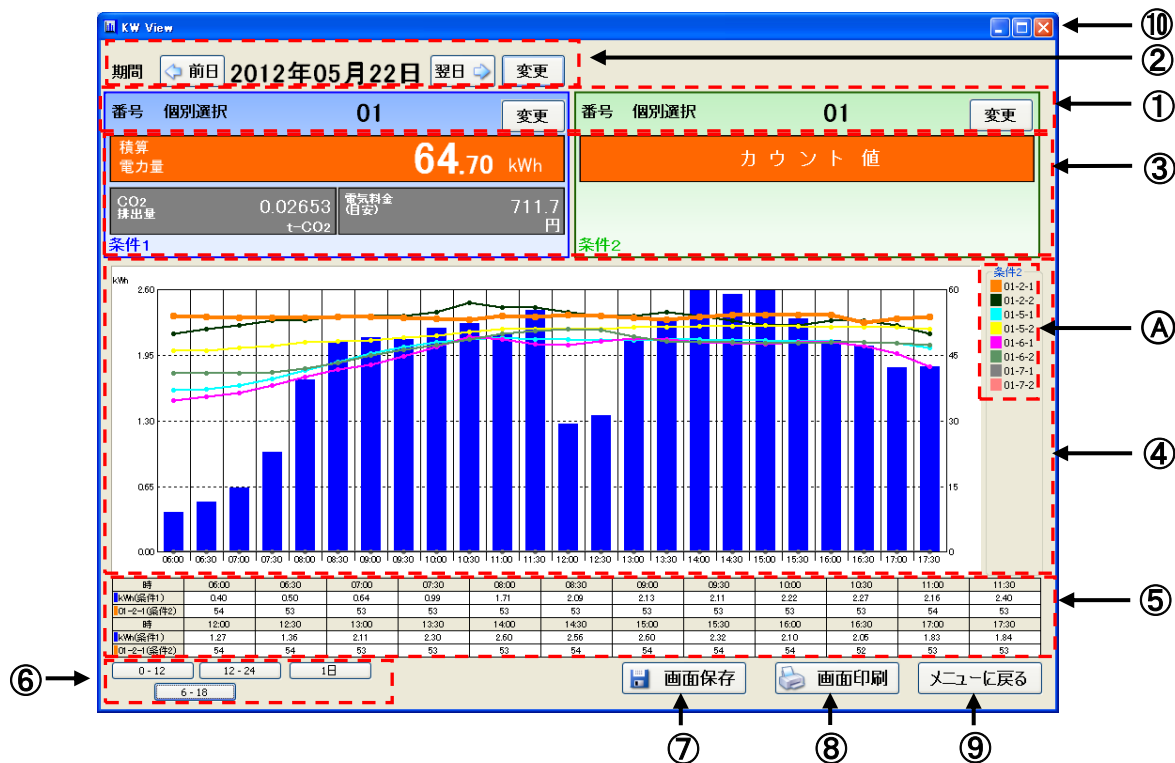 KW View
⑩
期間 前日 2012年05月22日 翌日 変更
②
番号 個別選択 01 変更
番号 個別選択 01 変更
①
積算
電力量 64.70 kWh
カウント値
③
CO2
排出量 0.02653
t-CO2
電気料金
(目安) 711.7
円
条件1
条件2
kWh
2.60
1.95
1.30
0.65
0.00
60
45
30
15
0
06:00 06:30 07:00 07:30 08:00 08:30 09:00 09:30 10:00 10:30 11:00 11:30 12:00 12:30 13:00 13:30 14:00 14:30 15:00 15:30 16:00 16:30 17:00 17:30
条件2
01-2-1
01-2-2
01-5-1
01-5-2
01-6-1
01-6-2
01-7-1
01-7-2
Ⓐ
④
時 06:00 06:30 07:00 07:30 08:00 08:30 09:00 09:30 10:00 10:30 11:00 11:30
kWh(条件1) 0.40 0.50 0.64 0.99 1.71 2.09 2.13 2.11 2.22 2.27 2.16 2.40
01-2-1(条件2) 54 53 53 53 53 53 53 53 53 53 54 53
時 12:00 12:30 13:00 13:30 14:00 14:30 15:00 15:30 16:00 16:30 17:00 17:30
kWh(条件1) 1.27 1.36 2.11 2.30 2.60 2.56 2.60 2.32 2.10 2.05 1.83 1.84
01-2-1(条件2) 54 54 53 53 53 54 54 54 54 52 53 53
⑤
⑥
0-12 12-24 1日
6-18
画面保存 画面印刷 メニューに戻る
⑦ ⑧ ⑨